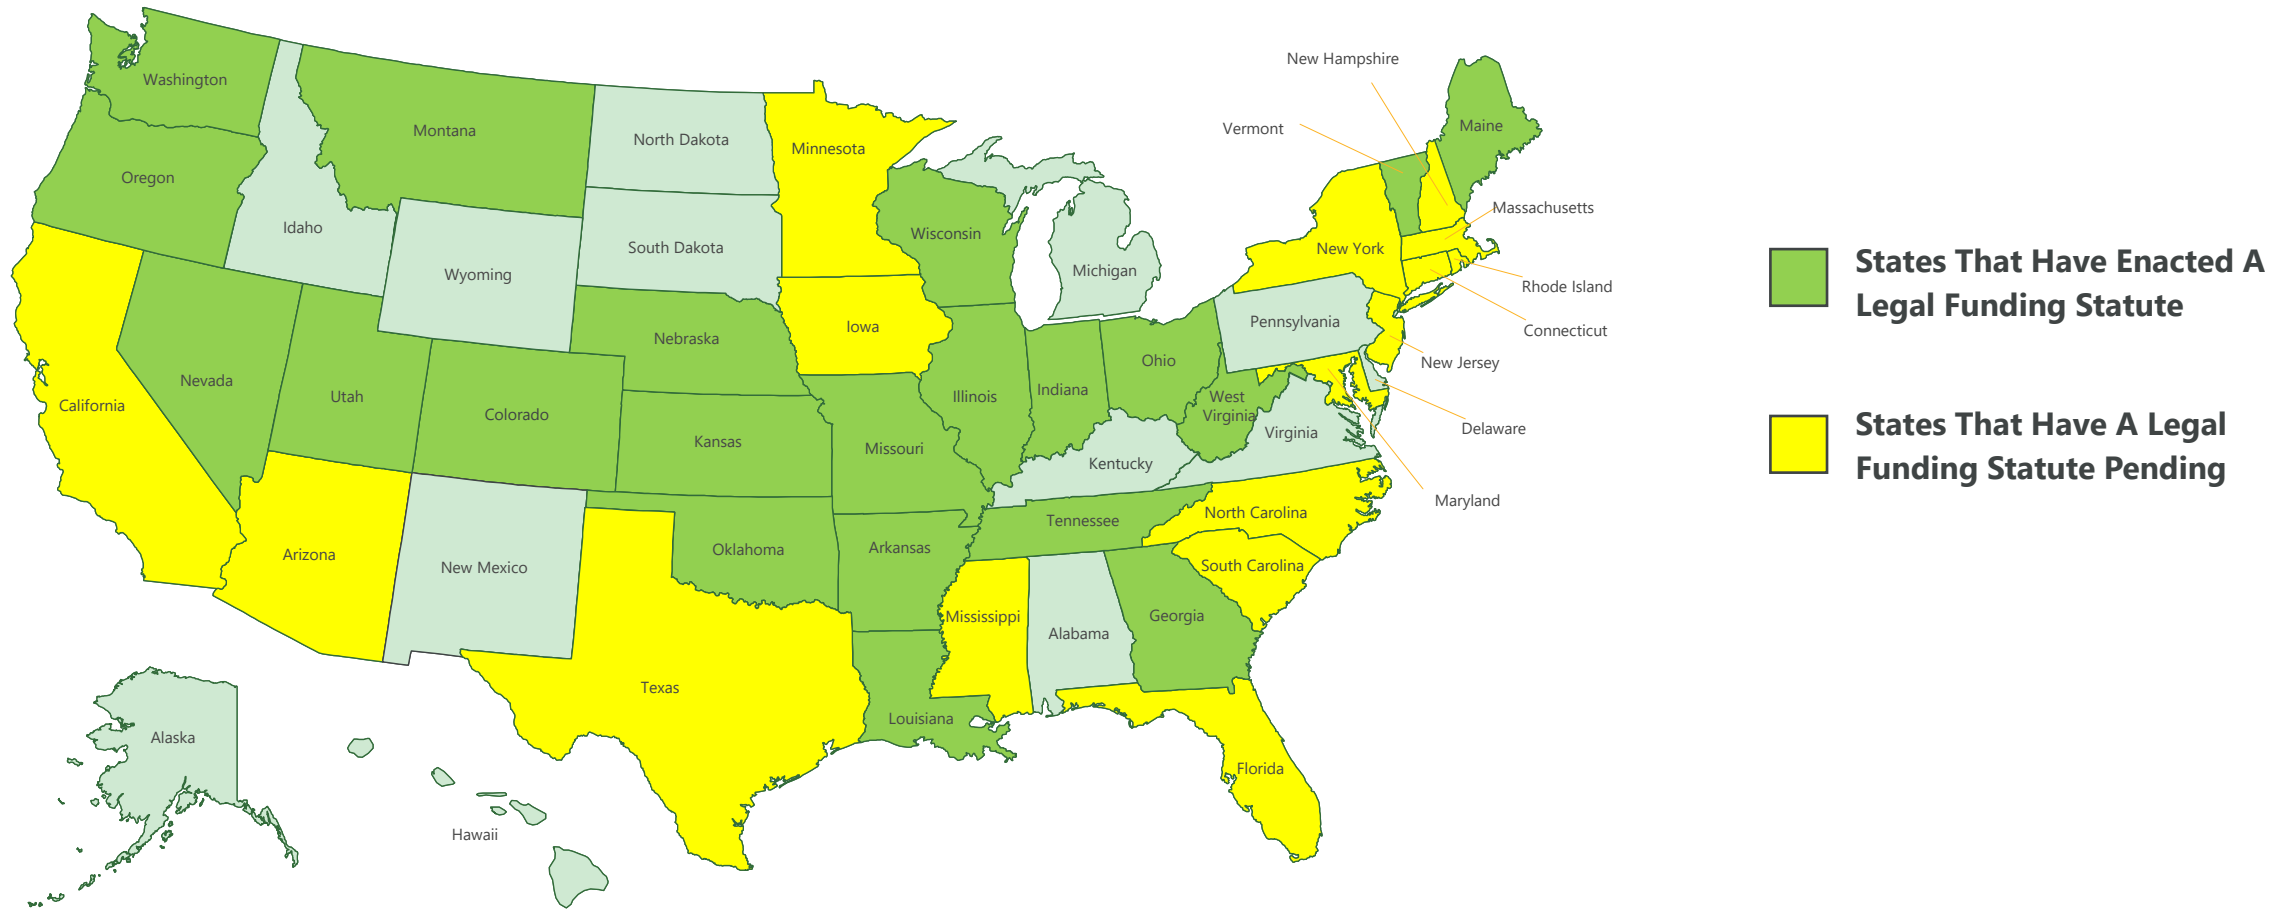 New Hampshire
Washington
Maine
Montana
Vermont
North Dakota
Minnesota
Oregon
Massachusetts
Idaho
Wisconsin
South Dakota
New York
States That Have Enacted A
Legal Funding Statute
Michigan
Wyoming
Rhode Island
Pennsylvania
Iowa
Connecticut
Nebraska
Ohio
New Jersey
Nevada
Indiana
Utah
Illinois
West
Virginia
California
Colorado
Delaware
Virginia
States That Have A Legal
Funding Statute Pending
Kansas
Missouri
Kentucky
Maryland
North Carolina
Tennessee
Oklahoma
Arkansas
Arizona
New Mexico
South Carolina
Mississippi
Georgia
Alabama
Texas
Louisiana
Alaska
Florida
Hawaii